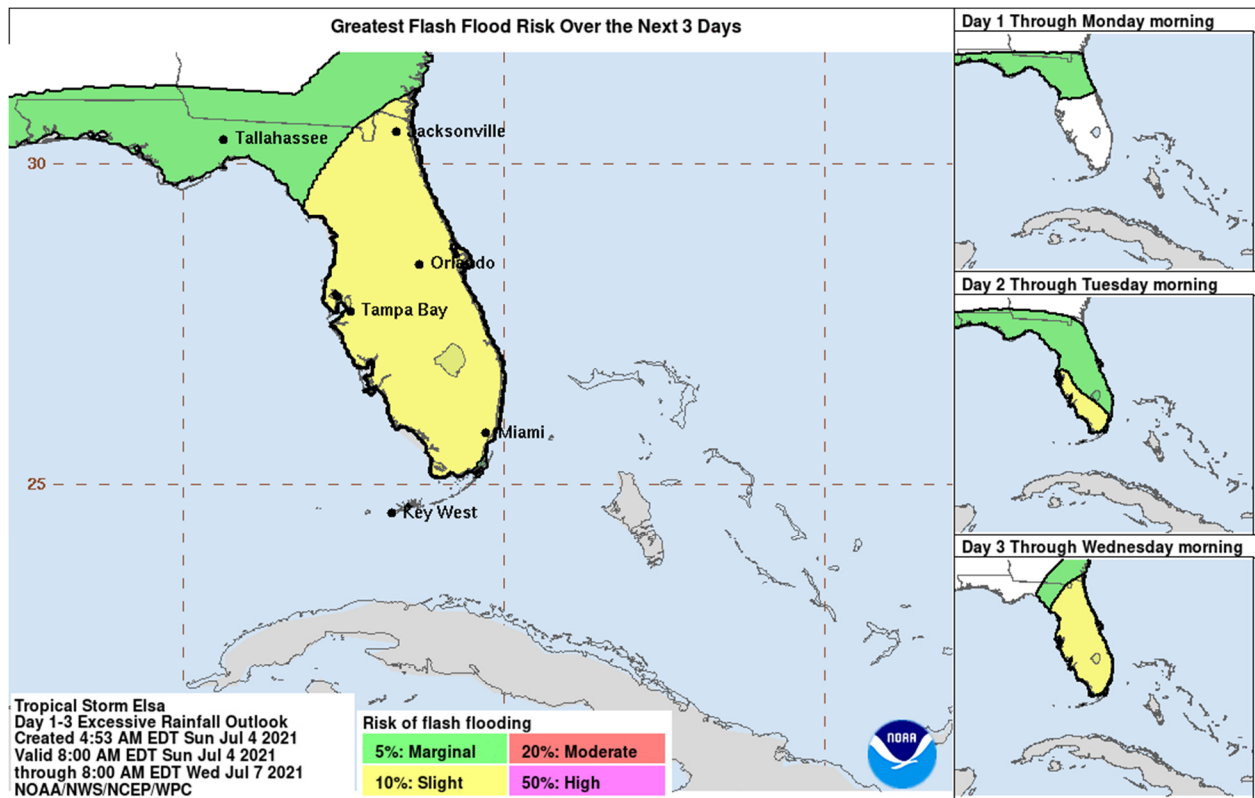 Greatest Flash Flood Risk Over the Next 3 Days
Tallahassee
Jacksonville
30
Orlando
Tampa Bay
Miami
25
Key West
Tropical Storm Elsa
Day 1-3 Excessive Rainfall Outlook
Created 4:53 AM EDT Sun Jul 4 2021
Valid 8:00 AM EDT Sun Jul 4 2021
through 8:00 AM EDT Wed Jul 7 2021
NOAA/NWS/NCEP/WPC
Risk of flash flooding
5%: Marginal
20%: Moderate
10%: Slight
50%: High
NOAA
Day 1 Through Monday morning
Day 2 Through Tuesday morning
Day 3 Through Wednesday morning